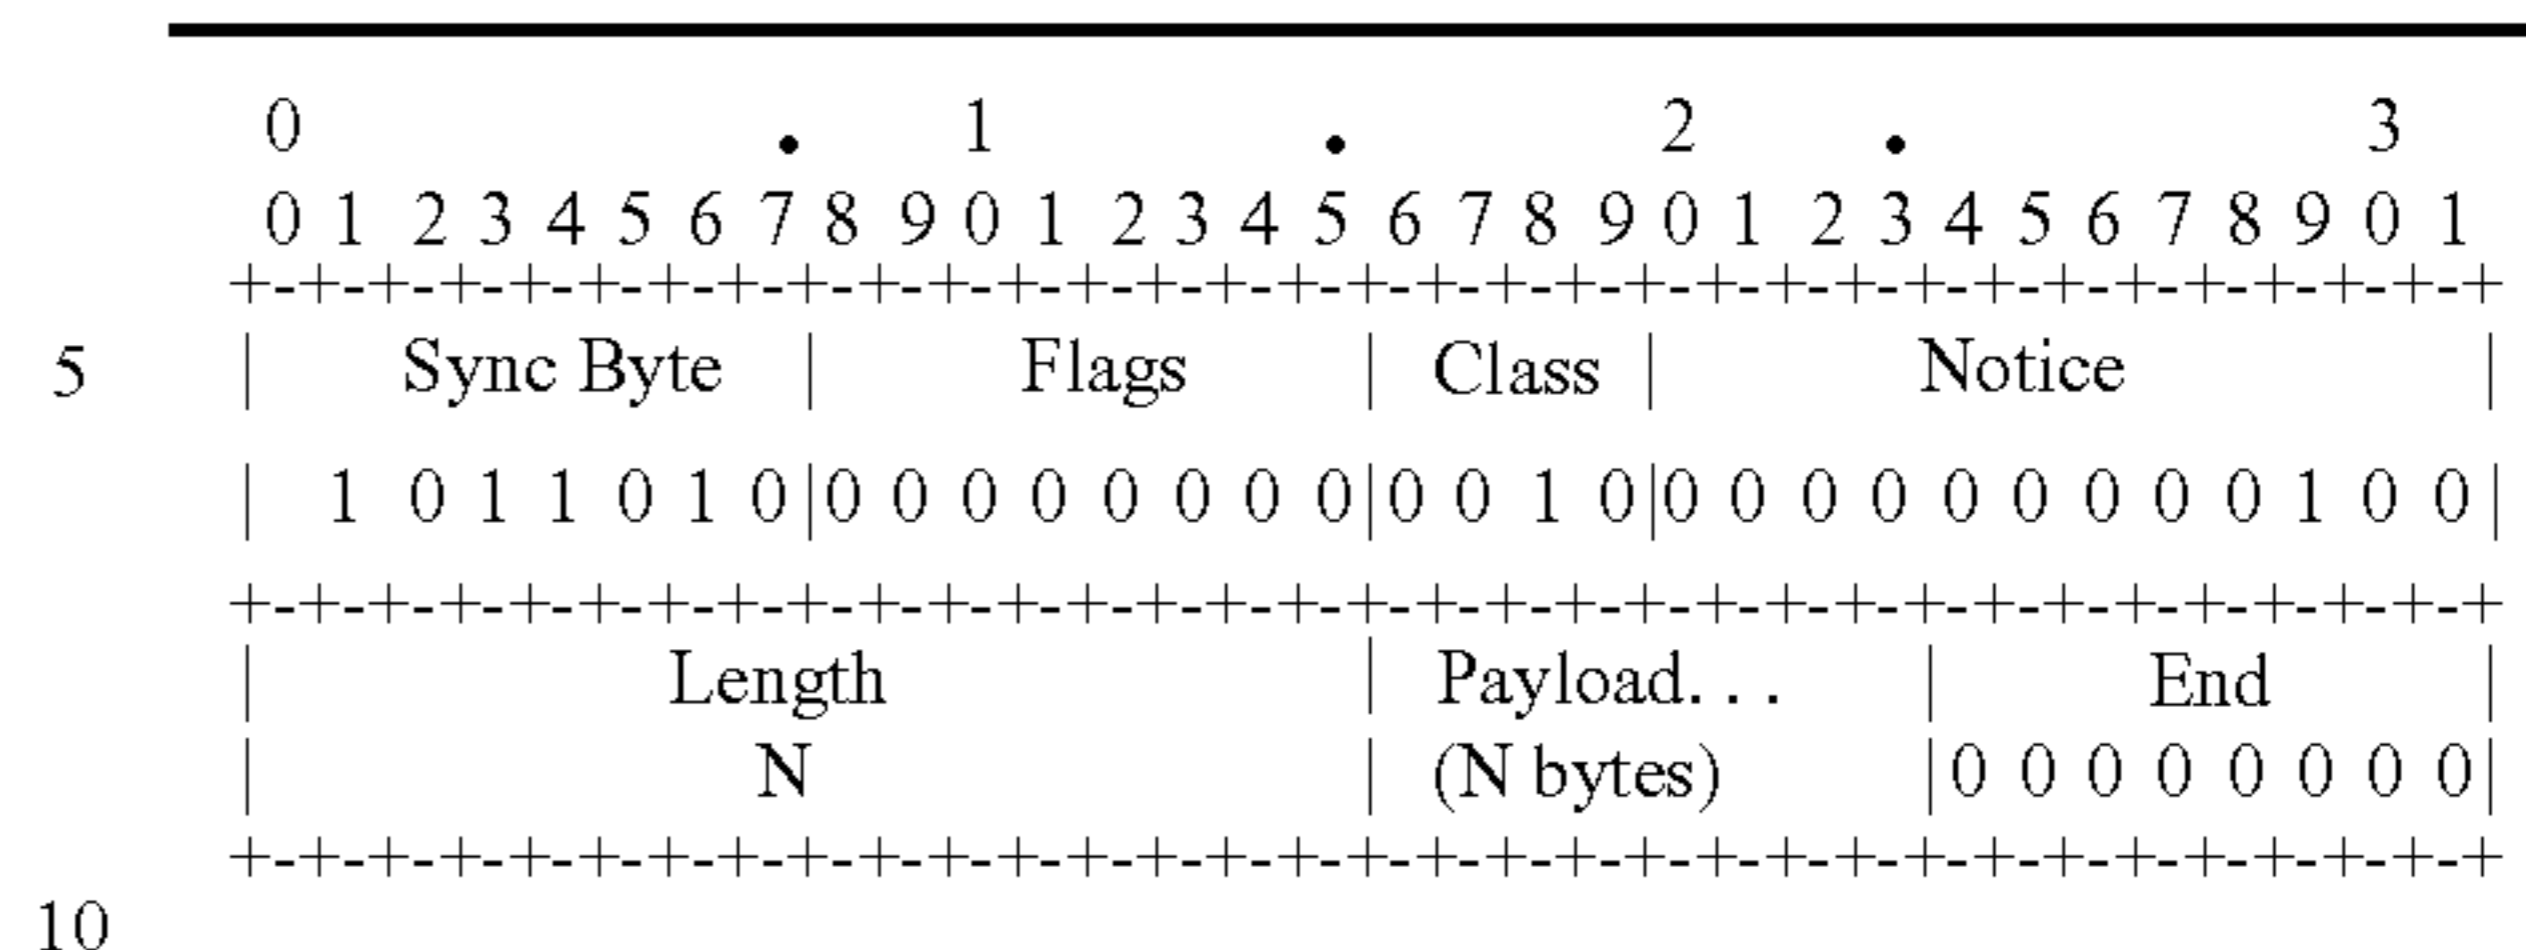 0 . 1 . 2 . 3
0 1 2 3 4 5 6 7 8 9 0 1 2 3 4 5 6 7 8 9 0 1 2 3 4 5 6 7 8 9 0 1
+-+-+-+-+-+-+-+-+-+-+-+-+-+-+-+-+-+-+-+-+-+-+-+-+-+-+-+-+-+-+-+-+
5 | Sync Byte | Flags | Class | Notice |
| 1 0 1 1 0 1 0|0 0 0 0 0 0 0 0|0 0 1 0|0 0 0 0 0 0 0 0 0 1 0 0|
+-+-+-+-+-+-+-+-+-+-+-+-+-+-+-+-+-+-+-+-+-+-+-+-+-+-+-+-+-+-+-+-+
| Length | Payload. . . | End |
| N | (N bytes) |0 0 0 0 0 0 0 0|
+-+-+-+-+-+-+-+-+-+-+-+-+-+-+-+-+-+-+-+-+-+-+-+-+-+-+-+-+-+-+-+-+
10